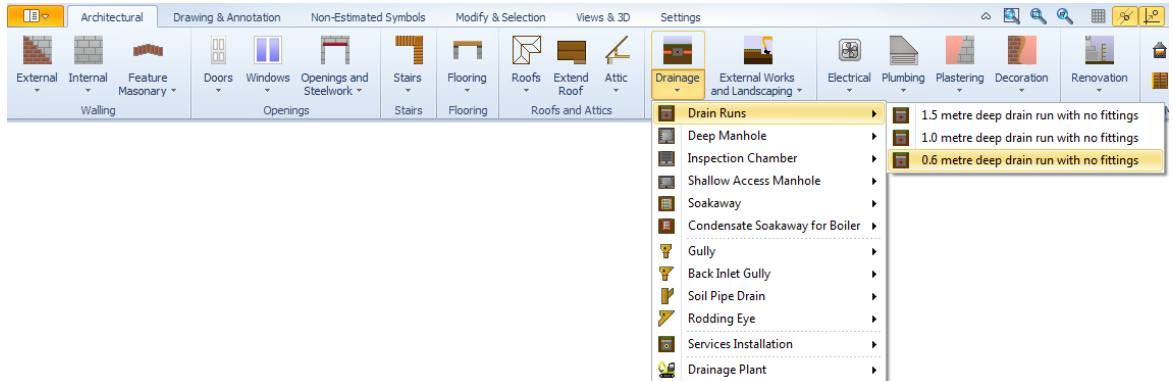 Architectural Drawing & Annotation Non-Estimated Symbols Modify & Selection Views & 3D Settings
External Internal Feature Masonary Doors Windows Openings and Steelwork Stairs Flooring Roofs Extend Roof Attic Drainage External Works and Landscaping Electrical Plumbing Plastering Decoration Renovation
Walling Openings Stairs Flooring Roofs and Attics
Drain Runs
Deep Manhole
Inspection Chamber
Shallow Access Manhole
Soakaway
Condensate Soakaway for Boiler
Gully
Back Inlet Gully
Soil Pipe Drain
Rodding Eye
Services Installation
Drainage Plant
1.5 metre deep drain run with no fittings
1.0 metre deep drain run with no fittings
0.6 metre deep drain run with no fittings